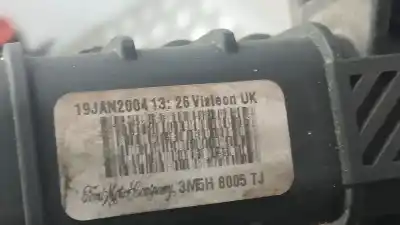 19JAN2004 13:26 Visteon UK
Ford Motor Company 3M5H 8005 TJ